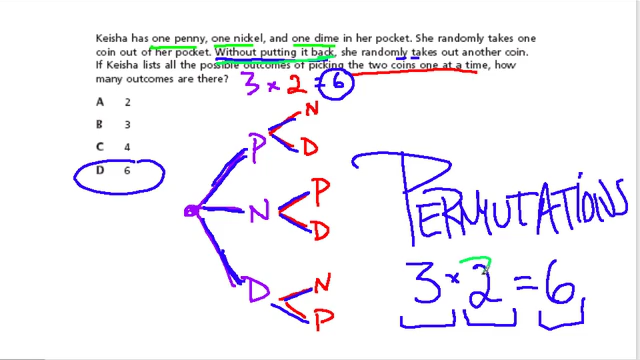 Keisha has one penny, one nickel, and one dime in her pocket. She randomly takes one
coin out of her pocket. Without putting it back, she randomly takes out another coin.
If Keisha lists all the possible outcomes of picking the two coins one at a time, how
many outcomes are there?
3 × 2 = 6
A 2
B 3
C 4
D 6
N
P
D
P
N
D
N
D
P
PERMUTATIONS
3 × 2 = 6